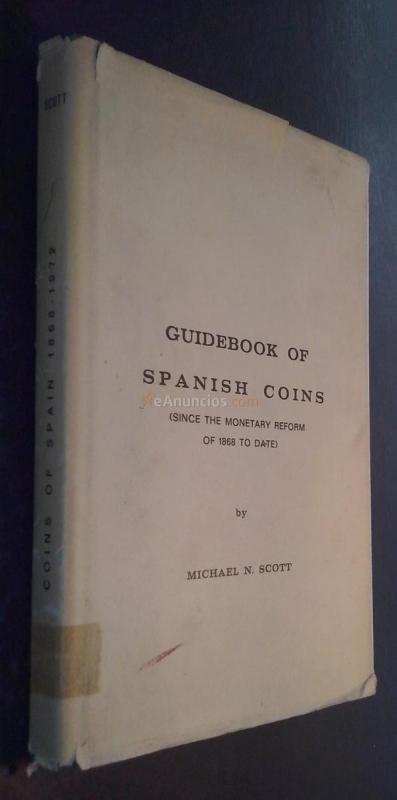 SCOTT
COINS OF SPAIN 1868-1972
GUIDEBOOK OF
SPANISH COINS
eAnuncios.com
(SINCE THE MONETARY REFORM
OF 1868 TO DATE)
by
MICHAEL N. SCOTT